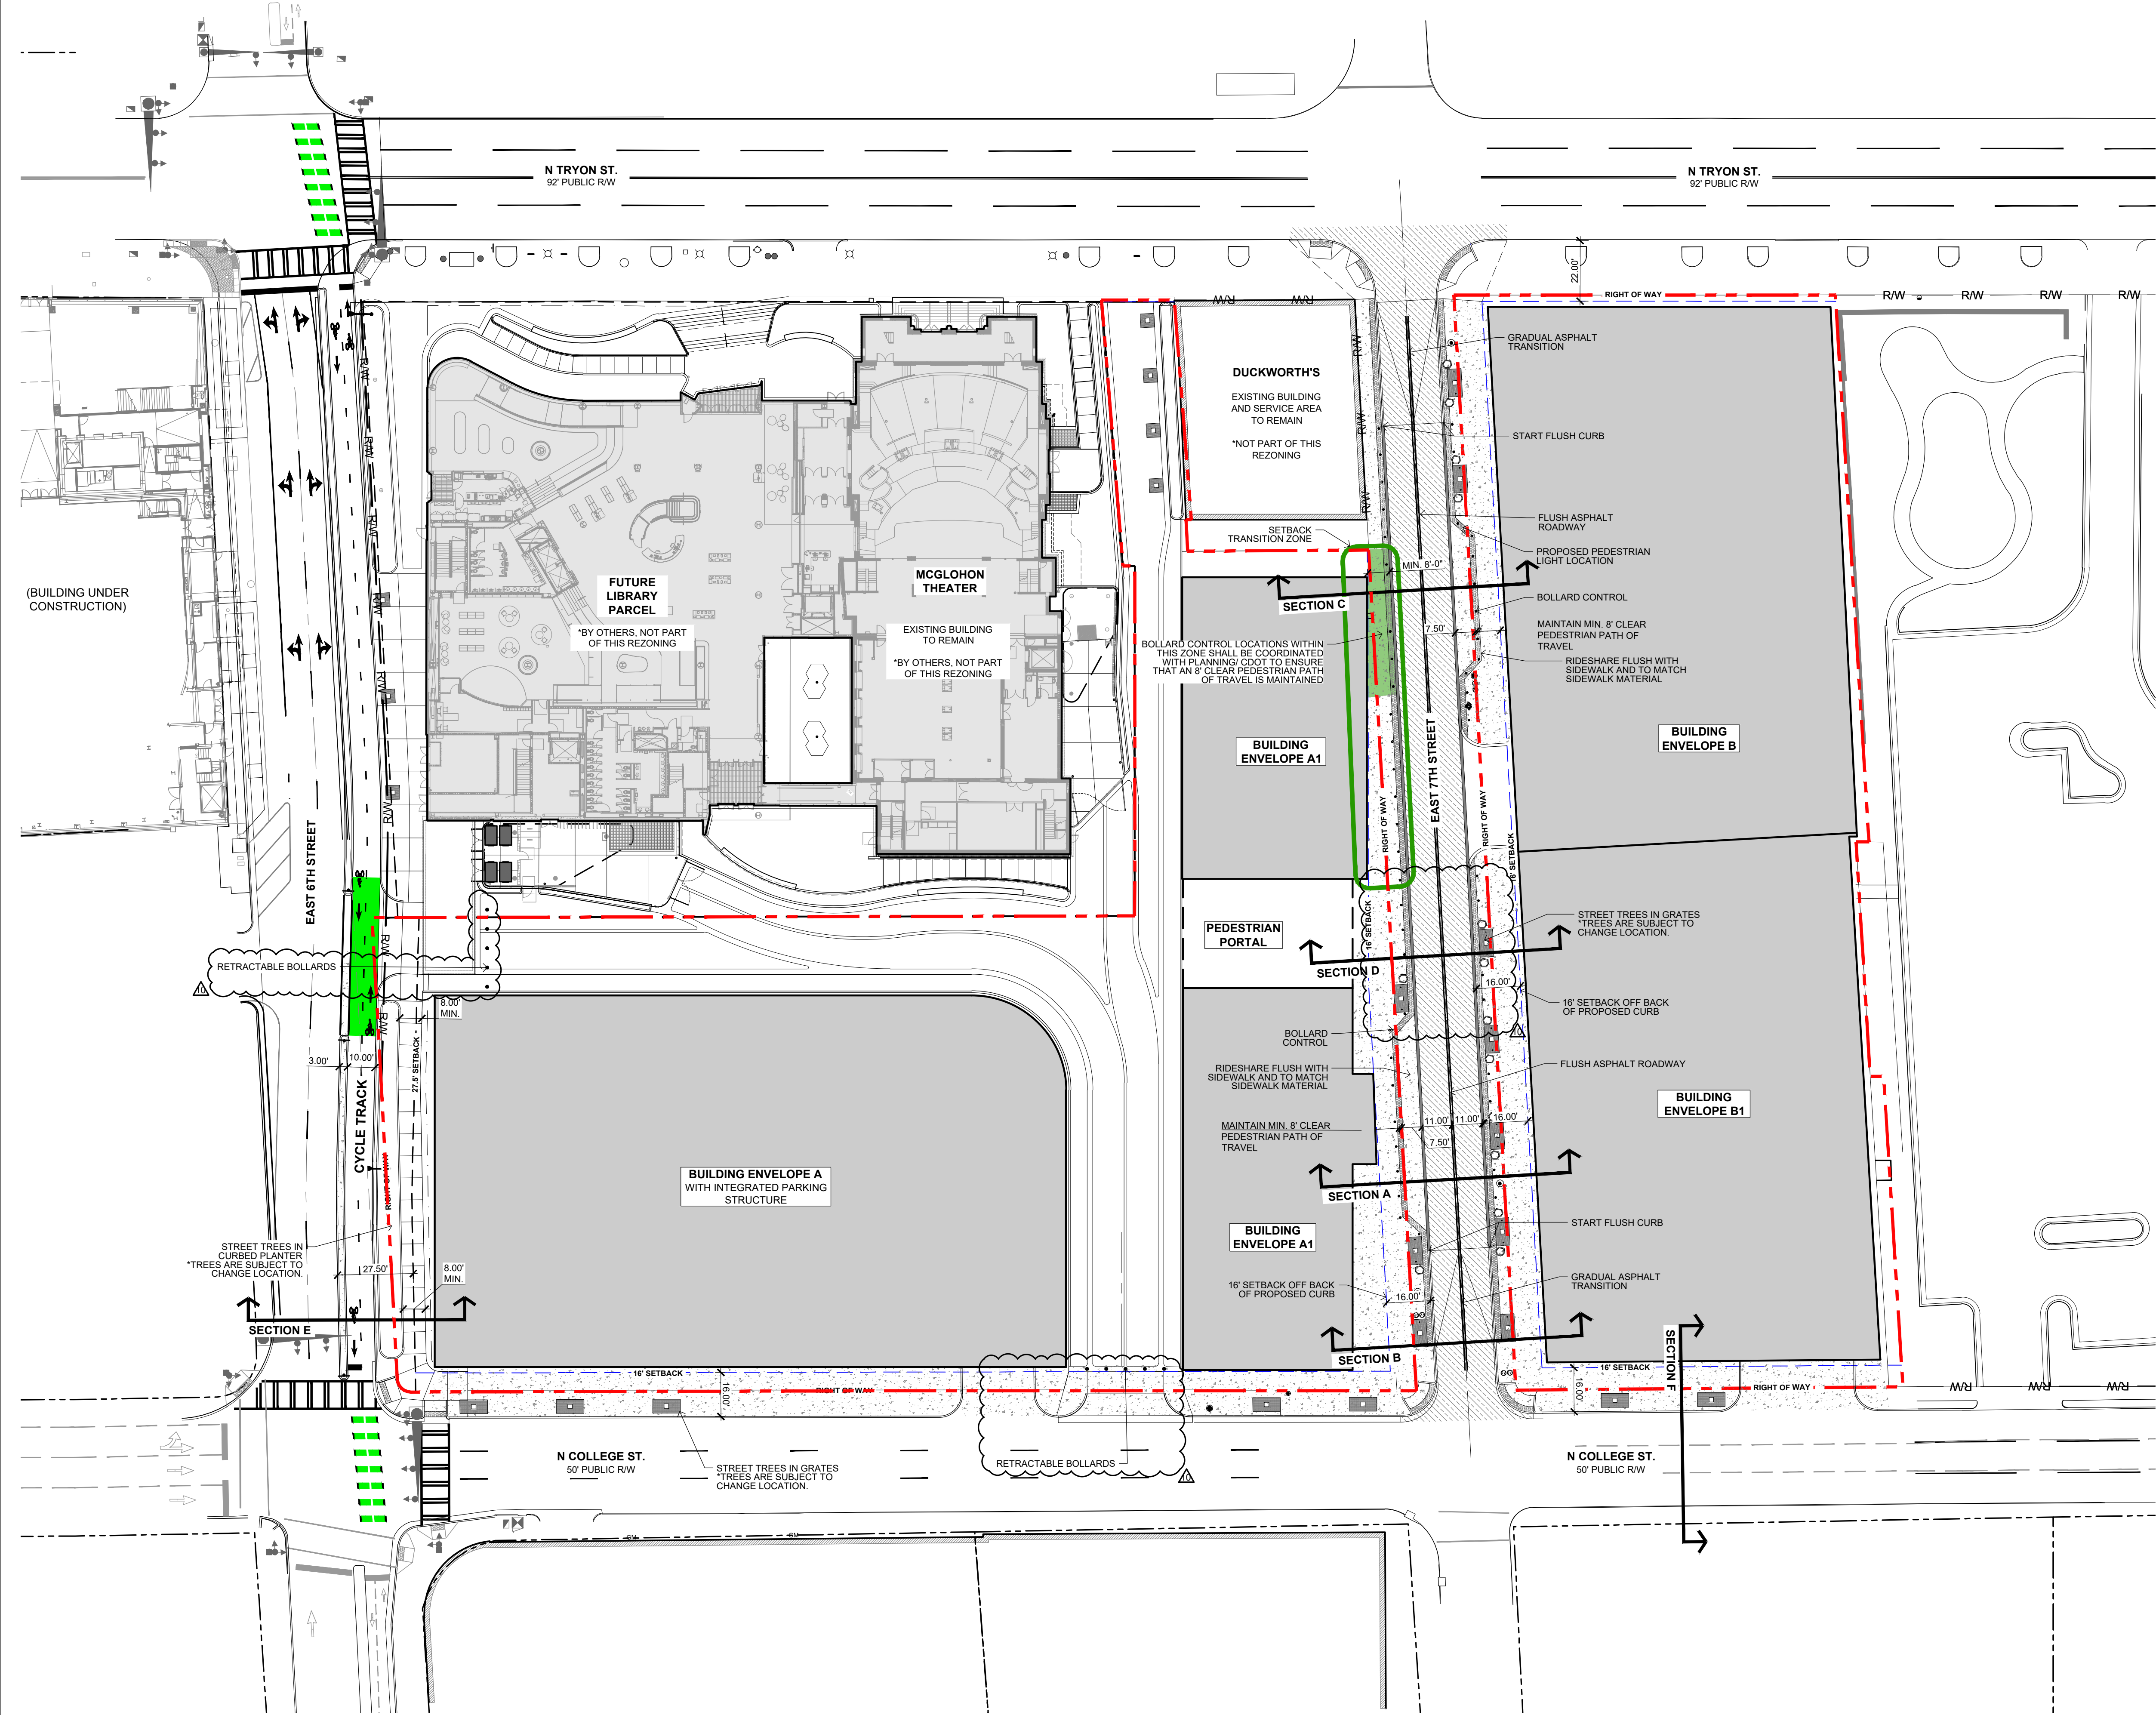 N TRYON ST.
92' PUBLIC R/W
N TRYON ST.
92' PUBLIC R/W
22.00'
RIGHT OF WAY
R/W
R/W
R/W
R/W
R/W
R/W
GRADUAL ASPHALT
TRANSITION
DUCKWORTH'S
EXISTING BUILDING
AND SERVICE AREA
TO REMAIN
*NOT PART OF THIS
REZONING
R/W
R/W
R/W
START FLUSH CURB
FLUSH ASPHALT
ROADWAY
SETBACK
TRANSITION ZONE
PROPOSED PEDESTRIAN
LIGHT LOCATION
MIN. 8'-0"
SECTION C
BOLLARD CONTROL
MAINTAIN MIN. 8' CLEAR
PEDESTRIAN PATH OF
TRAVEL
7.50'
RIDESHARE FLUSH WITH
SIDEWALK AND TO MATCH
SIDEWALK MATERIAL
BOLLARD CONTROL LOCATIONS WITHIN
THIS ZONE SHALL BE COORDINATED
WITH PLANNING/ CDOT TO ENSURE
THAT AN 8' CLEAR PEDESTRIAN PATH
OF TRAVEL IS MAINTAINED
(BUILDING UNDER
CONSTRUCTION)
FUTURE
LIBRARY
PARCEL
*BY OTHERS, NOT PART
OF THIS REZONING
MCGLOHON
THEATER
EXISTING BUILDING
TO REMAIN
*BY OTHERS, NOT PART
OF THIS REZONING
R/W
R/W
R/W
R/W
R/W
R/W
R/W
R/W
BUILDING
ENVELOPE A1
EAST 7TH STREET
BUILDING
ENVELOPE B
RIGHT OF WAY
RIGHT OF WAY
16' SETBACK
EAST 6TH STREET
16' SETBACK
PEDESTRIAN
PORTAL
STREET TREES IN GRATES
*TREES ARE SUBJECT TO
CHANGE LOCATION.
SECTION D
RETRACTABLE BOLLARDS
10
8.00'
MIN.
16.00'
16' SETBACK OFF BACK
OF PROPOSED CURB
10
BOLLARD
CONTROL
3.00'
10.00'
27.5' SETBACK
CYCLE TRACK
RIDESHARE FLUSH WITH
SIDEWALK AND TO MATCH
SIDEWALK MATERIAL
FLUSH ASPHALT ROADWAY
BUILDING
ENVELOPE B1
11.00'
11.00'
16.00'
7.50'
MAINTAIN MIN. 8' CLEAR
PEDESTRIAN PATH OF
TRAVEL
RIGHT OF WAY
BUILDING ENVELOPE A
WITH INTEGRATED PARKING
STRUCTURE
SECTION A
BUILDING
ENVELOPE A1
START FLUSH CURB
STREET TREES IN
CURBED PLANTER
*TREES ARE SUBJECT TO
CHANGE LOCATION.
27.50'
8.00'
MIN.
16' SETBACK OFF BACK
OF PROPOSED CURB
16.00'
GRADUAL ASPHALT
TRANSITION
SECTION E
SECTION B
SECTION F
16' SETBACK
16.00'
RIGHT OF WAY
16' SETBACK
16.00'
RIGHT OF WAY
R/W
R/W
R/W
N COLLEGE ST.
50' PUBLIC R/W
STREET TREES IN GRATES
*TREES ARE SUBJECT TO
CHANGE LOCATION.
RETRACTABLE BOLLARDS
10
N COLLEGE ST.
50' PUBLIC R/W